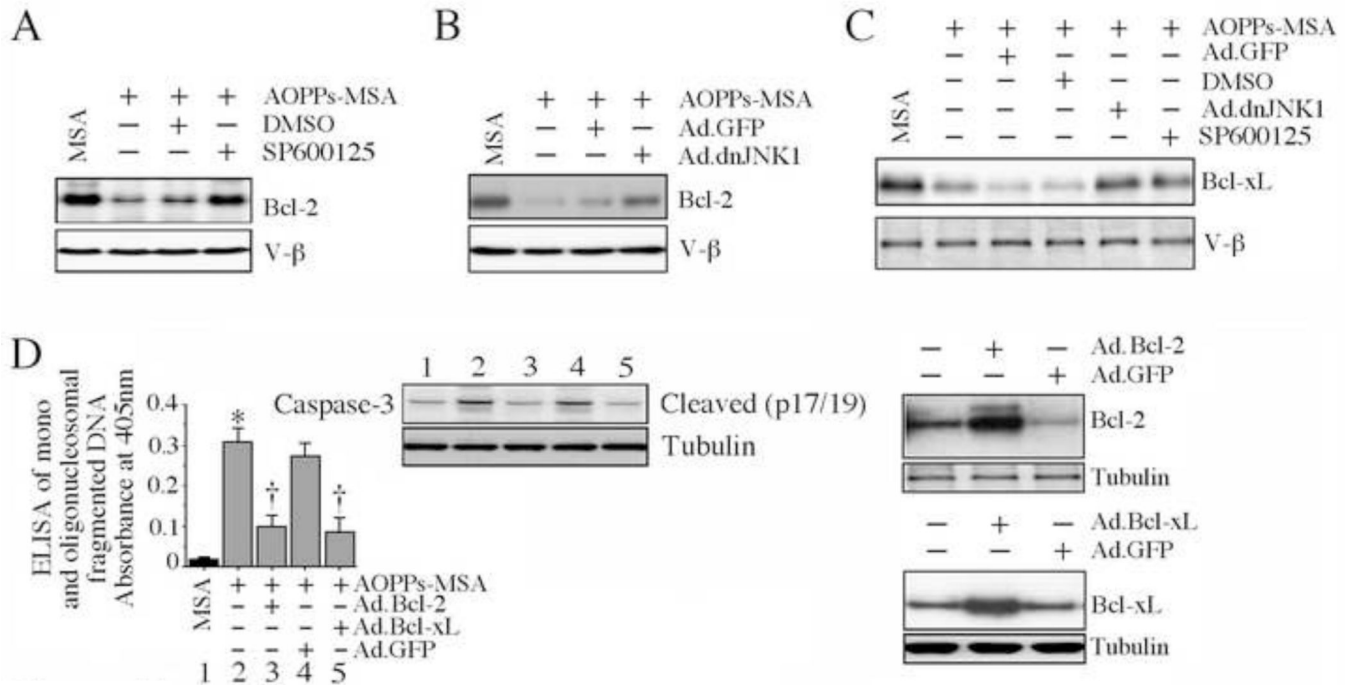 A
MSA + + + AOPPs-MSA
− + − DMSO
− − + SP600125
Bcl-2
V-β
B
MSA + + + AOPPs-MSA
− + − Ad.GFP
− − + Ad.dnJNK1
Bcl-2
V-β
C
MSA + + + + + AOPPs-MSA
− + − − − Ad.GFP
− − + − − DMSO
− − − + − Ad.dnJNK1
− − − − + SP600125
Bcl-xL
V-β
D
ELISA of mono
and oligonucleosomal
fragmented DNA
Absorbance at 405nm
0.4
0.3
0.2
0.1
0
* † †
MSA + + + + AOPPs-MSA
− + − − Ad.Bcl-2
− − − + Ad.Bcl-xL
− − + − Ad.GFP
1 2 3 4 5
1 2 3 4 5
Caspase-3 Cleaved (p17/19)
Tubulin
− + − Ad.Bcl-2
− − + Ad.GFP
Bcl-2
Tubulin
− + − Ad.Bcl-xL
− − + Ad.GFP
Bcl-xL
Tubulin